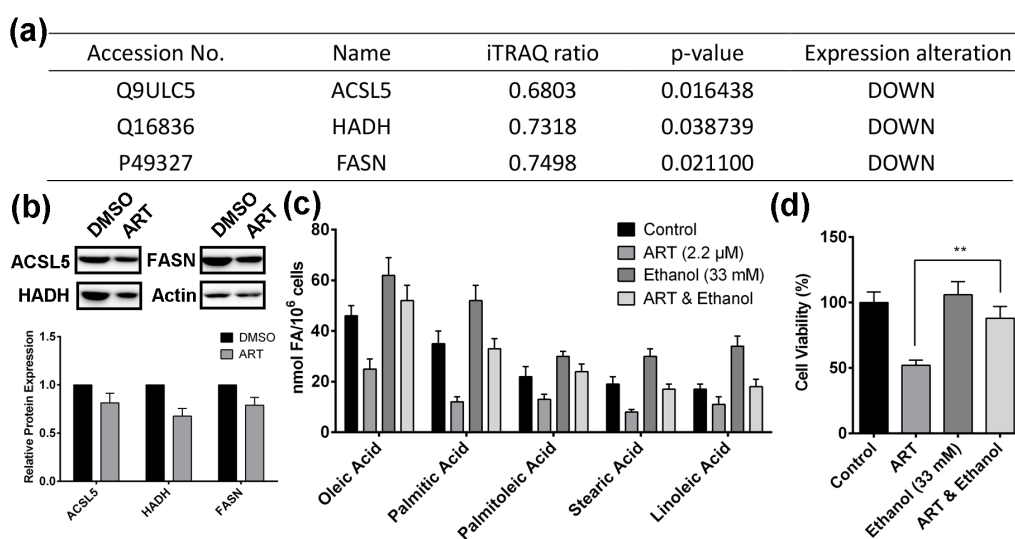 (a)
Accession No. Name iTRAQ ratio p-value Expression alteration
Q9ULC5 ACSL5 0.6803 0.016438 DOWN
Q16836 HADH 0.7318 0.038739 DOWN
P49327 FASN 0.7498 0.021100 DOWN
(b)
DMSO ART DMSO ART
ACSL5 FASN
HADH Actin
DMSO
ART
Relative Protein Expression
1.5
1.0
0.5
0.0
ACSL5 HADH FASN
(c)
nmol FA/10⁶ cells
80
60
40
20
0
Control
ART (2.2 µM)
Ethanol (33 mM)
ART & Ethanol
Oleic Acid Palmitic Acid Palmitoleic Acid Stearic Acid Linoleic Acid
(d)
Cell Viability (%)
150
100
50
0
**
Control ART Ethanol (33 mM) ART & Ethanol